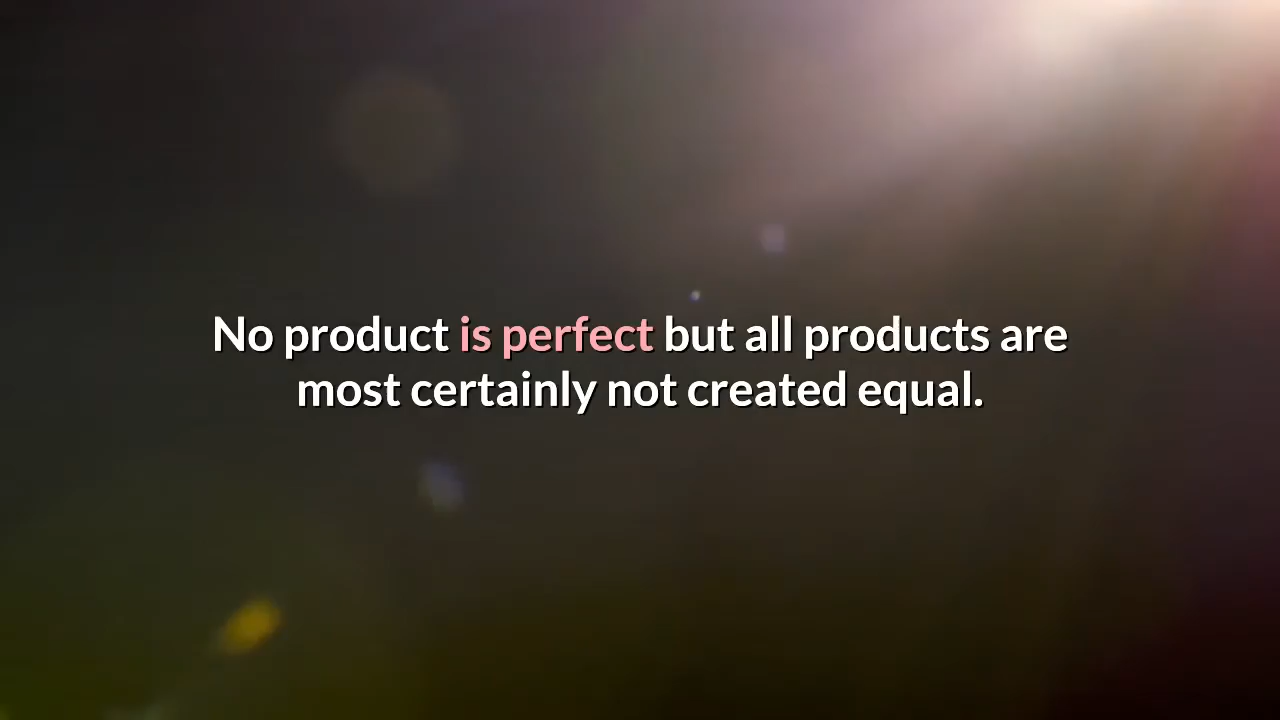 No product is perfect but all products are
most certainly not created equal.